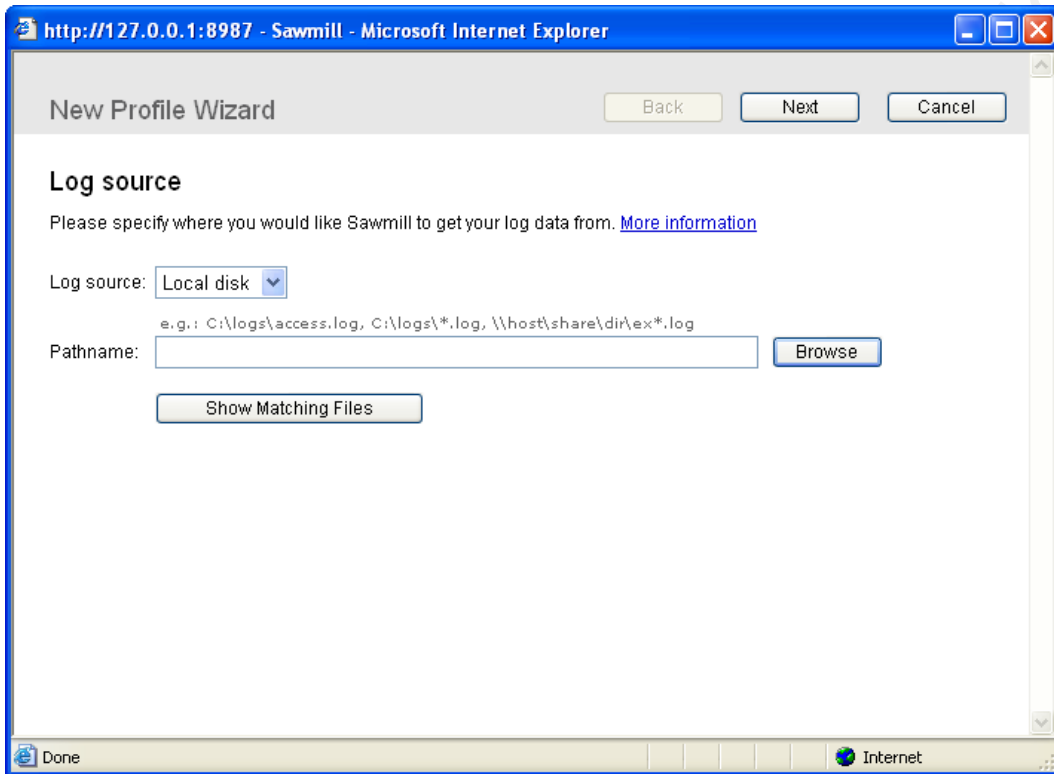 http://127.0.0.1:8987 - Sawmill - Microsoft Internet Explorer
New Profile Wizard
Back
Next
Cancel
Log source
Please specify where you would like Sawmill to get your log data from. More information
Log source: Local disk
e.g.: C:\logs\access.log, C:\logs\*.log, \\host\share\dir\ex*.log
Pathname:
Browse
Show Matching Files
Done
Internet